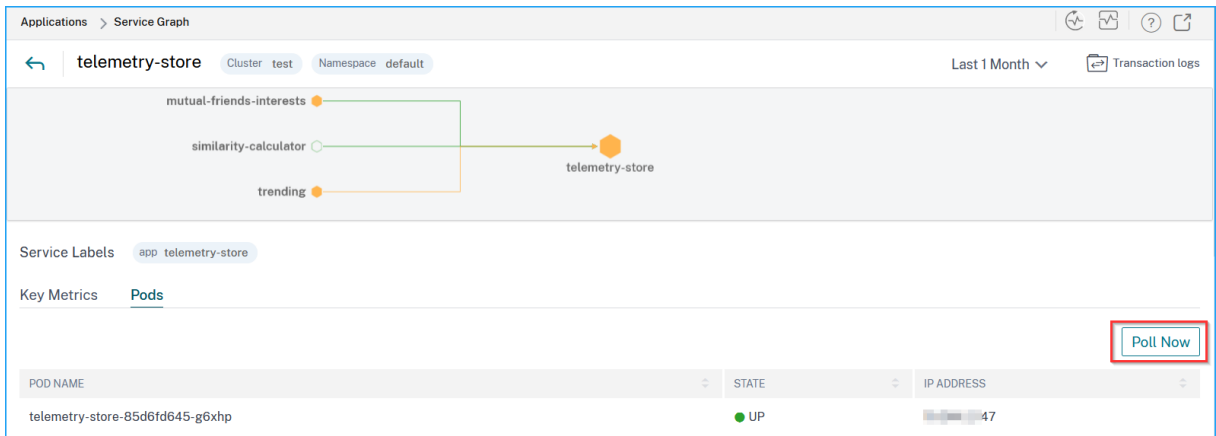 Applications > Service Graph
telemetry-store Cluster test Namespace default Last 1 Month Transaction logs
mutual-friends-interests
similarity-calculator
telemetry-store
trending
Service Labels app telemetry-store
Key Metrics Pods
Poll Now
POD NAME STATE IP ADDRESS
telemetry-store-85d6fd645-g6xhp UP 47